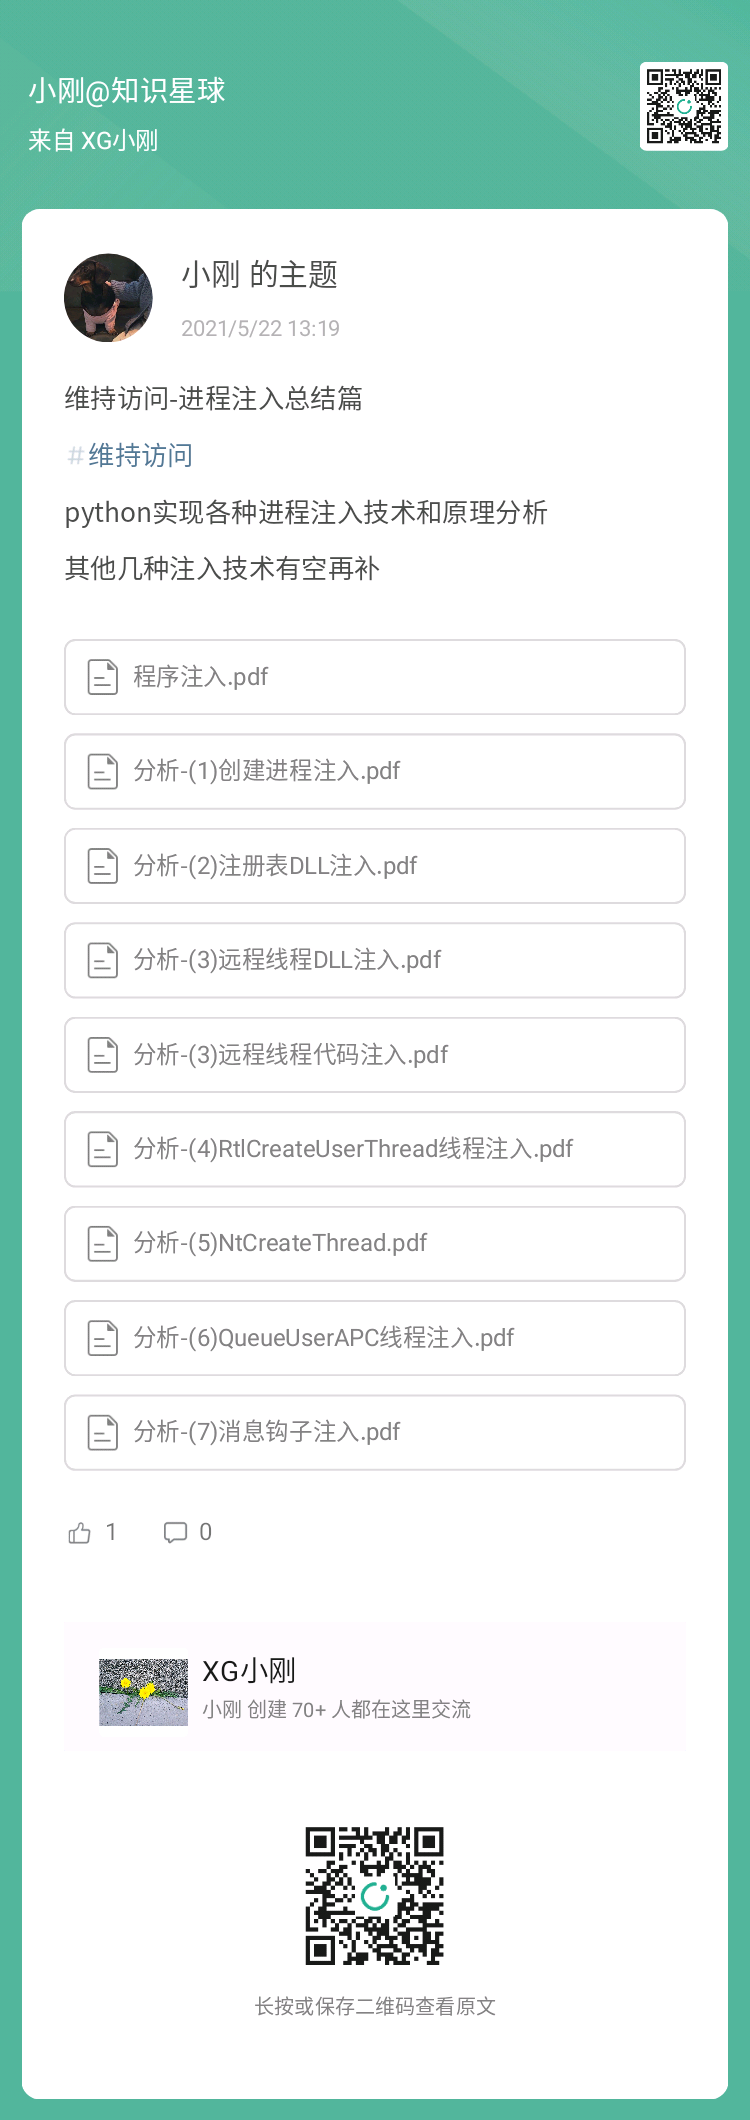 小刚@知识星球
来自 XG小刚
小刚 的主题
2021/5/22 13:19
维持访问-进程注入总结篇
#维持访问
python实现各种进程注入技术和原理分析
其他几种注入技术有空再补
程序注入.pdf
分析-(1)创建进程注入.pdf
分析-(2)注册表DLL注入.pdf
分析-(3)远程线程DLL注入.pdf
分析-(3)远程线程代码注入.pdf
分析-(4)RtlCreateUserThread线程注入.pdf
分析-(5)NtCreateThread.pdf
分析-(6)QueueUserAPC线程注入.pdf
分析-(7)消息钩子注入.pdf
1 0
XG小刚
小刚 创建 70+ 人都在这里交流
长按或保存二维码查看原文